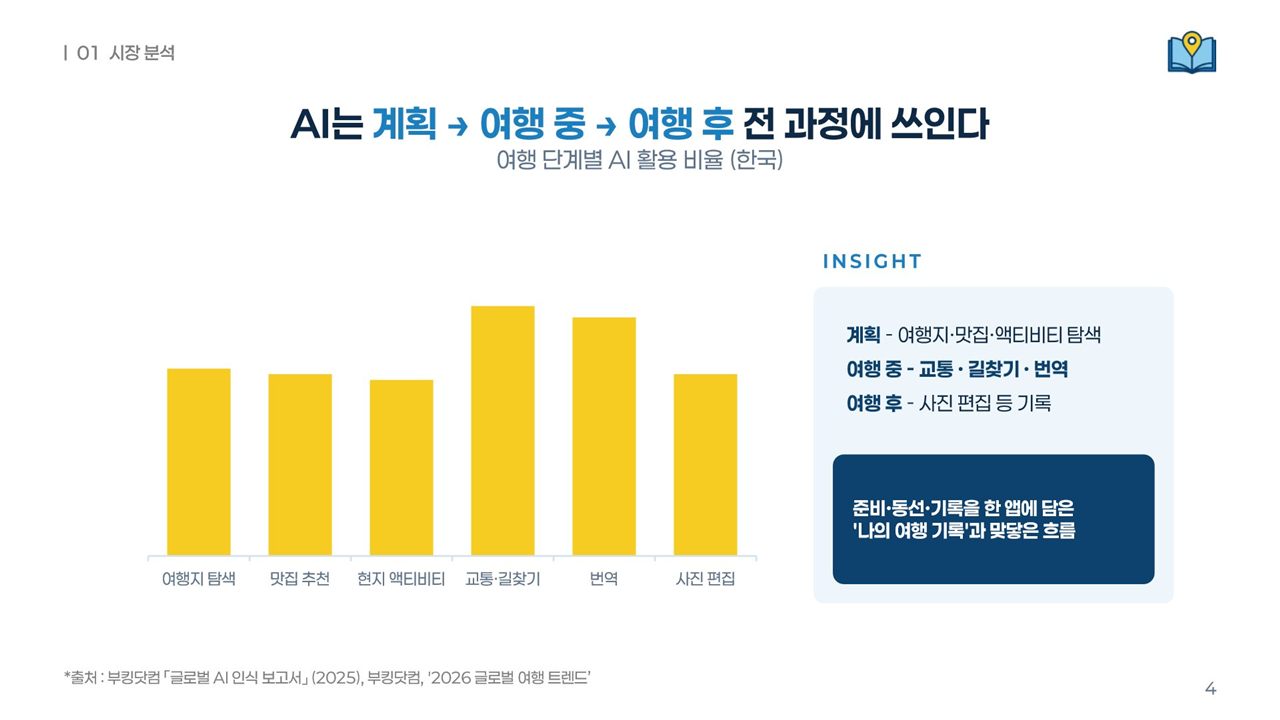 | 01 시장 분석
AI는 계획 → 여행 중 → 여행 후 전 과정에 쓰인다
여행 단계별 AI 활용 비율 (한국)
INSIGHT
계획 - 여행지·맛집·액티비티 탐색
여행 중 - 교통 · 길찾기 · 번역
여행 후 - 사진 편집 등 기록
준비·동선·기록을 한 앱에 담은
'나의 여행 기록'과 맞닿은 흐름
여행지 탐색 맛집 추천 현지 액티비티 교통·길찾기 번역 사진 편집
*출처 : 부킹닷컴 「글로벌 AI 인식 보고서」 (2025), 부킹닷컴, '2026 글로벌 여행 트렌드’
4